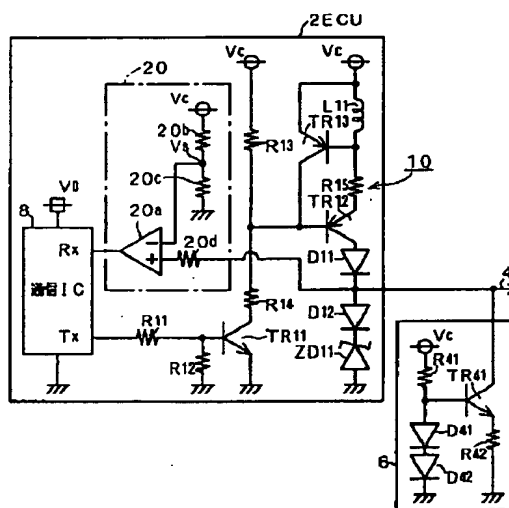 2ECU
20
Vc
Vc
Vc
20b
Vs
20c
L11
TR13
R13
R15
TR12
10
VB
8
20a
20d
Rx
-
+
D11
通信IC
R14
D12
4
Tx
R11
R12
TR11
ZD11
Vc
R41
TR41
6
D41
R42
D42